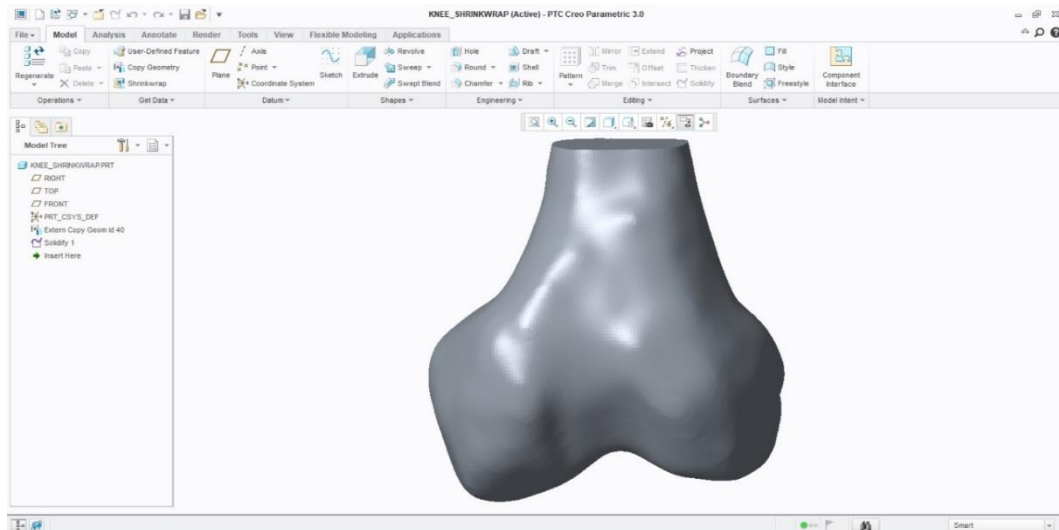 KNEE_SHRINKWRAP (Active) - PTC Creo Parametric 3.0
File Model Analysis Annotate Render Tools View Flexible Modeling Applications
Regenerate
Copy
Paste
Delete
User-Defined Feature
Copy Geometry
Shrinkwrap
Plane
Axis
Point
Coordinate System
Sketch
Extrude
Revolve
Sweep
Swept Blend
Hole
Round
Chamfer
Draft
Shell
Rib
Pattern
Mirror
Trim
Merge
Extend
Offset
Intersect
Project
Thicken
Solidify
Boundary
Blend
Fill
Style
Freestyle
Component
Interface
Operations Get Data Datum Shapes Engineering Editing Surfaces Model Intent
Model Tree
KNEE_SHRINKWRAP.PRT
RIGHT
TOP
FRONT
PRT_CSYS_DEF
Extern Copy Geom id 40
Solidify 1
Insert Here
Smart